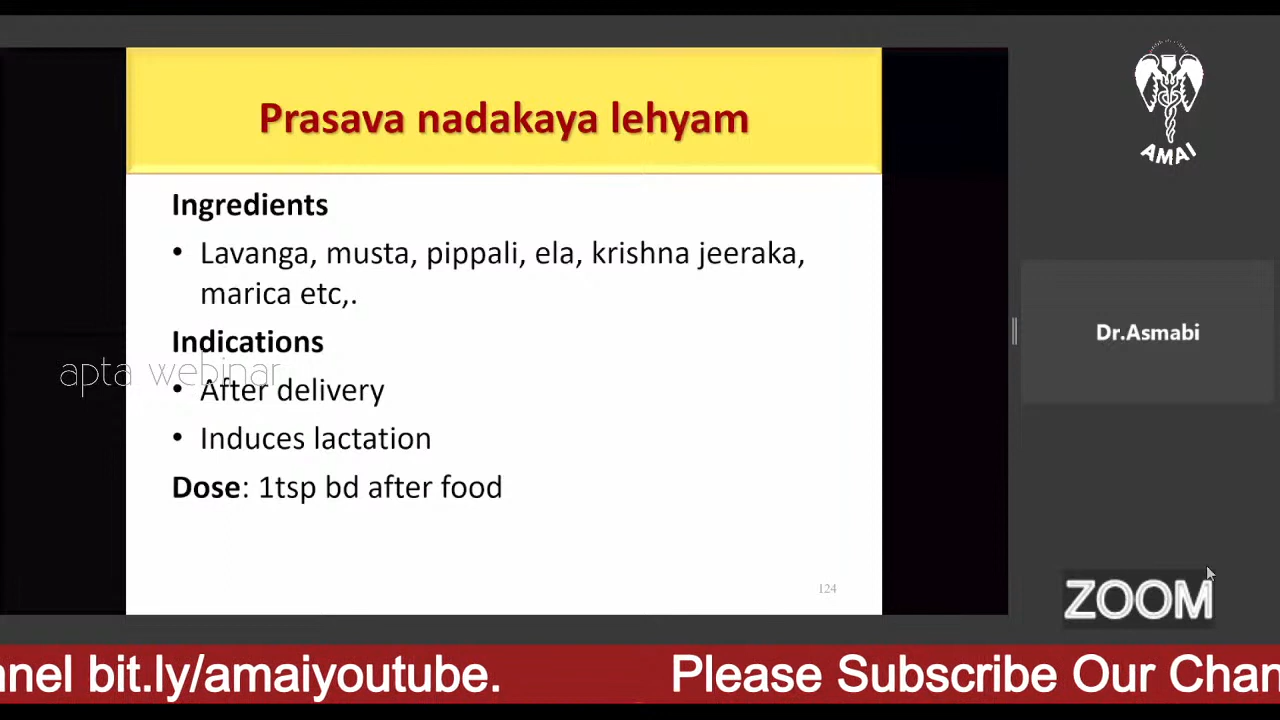 Prasava nadakaya lehyam
AMAI
Ingredients
• Lavanga, musta, pippali, ela, krishna jeeraka,
marica etc,.
Indications
apta webinar
• After delivery
• Induces lactation
Dose: 1tsp bd after food
124
Dr.Asmabi
ZOOM
nnel bit.ly/amaiyoutube. Please Subscribe Our Chan